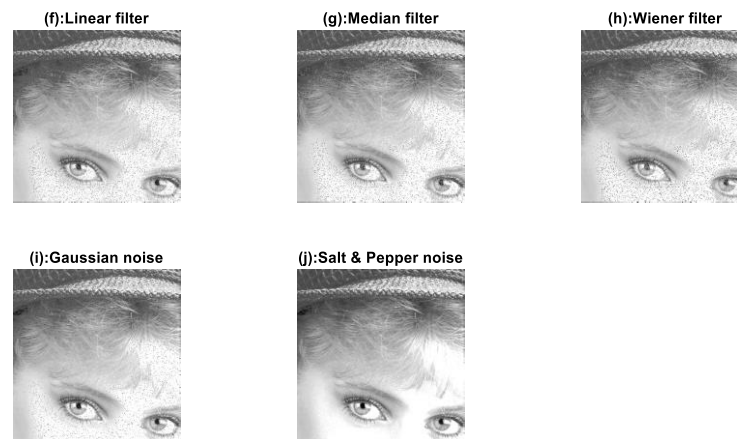 (f):Linear filter
(g):Median filter
(h):Wiener filter
(i):Gaussian noise
(j):Salt & Pepper noise